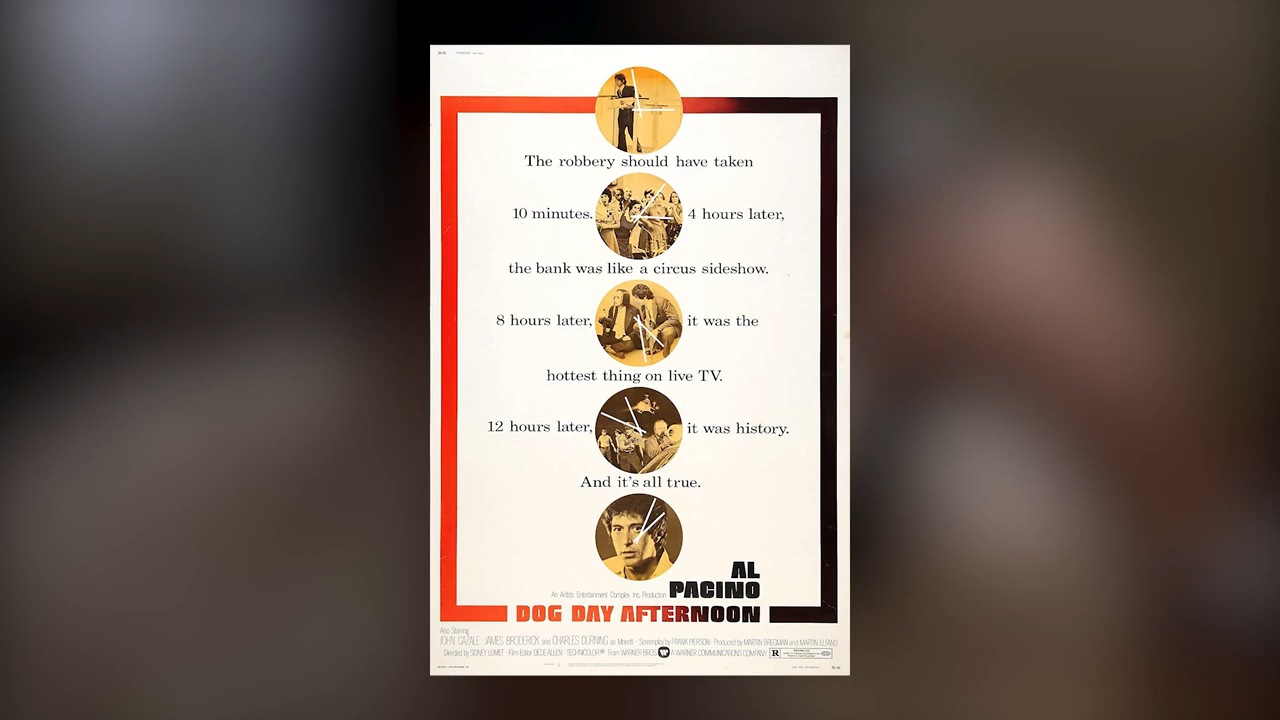 The robbery should have taken
10 minutes. 4 hours later,
the bank was like a circus sideshow.
8 hours later, it was the
hottest thing on live TV.
12 hours later, it was history.
And it's all true.
AL
PACINO
An Artists Entertainment Complex Inc. Production
DOG DAY AFTERNOON
Also Starring
JOHN CAZALE · JAMES BRODERICK and CHARLES DURNING as Moretti · Screenplay by FRANK PIERSON · Produced by MARTIN BREGMAN and MARTIN ELFAND
Directed by SIDNEY LUMET · Film Editor DEDE ALLEN · TECHNICOLOR® From WARNER BROS A WARNER COMMUNICATIONS COMPANY R